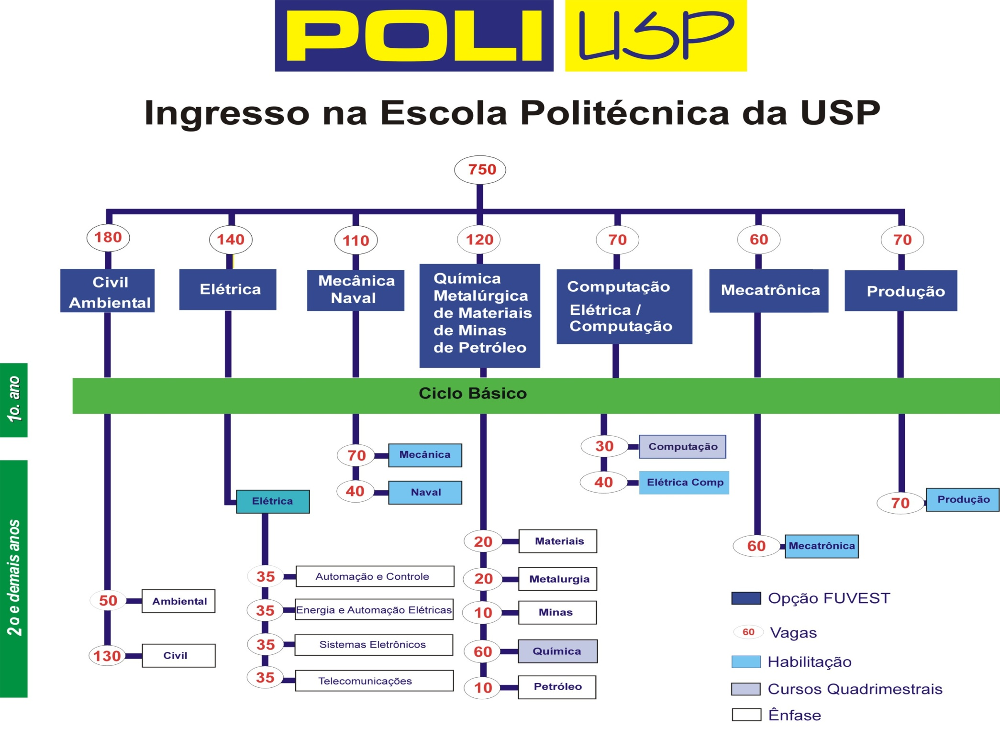 POLI USP
Ingresso na Escola Politécnica da USP
750
180
140
110
120
70
60
70
Civil
Ambiental
Elétrica
Mecânica
Naval
Química
Metalúrgica
de Materiais
de Minas
de Petróleo
Computação
Elétrica /
Computação
Mecatrônica
Produção
1o. ano
Ciclo Básico
2o e demais anos
50 Ambiental
130 Civil
Elétrica
35 Automação e Controle
35 Energia e Automação Elétricas
35 Sistemas Eletrônicos
35 Telecomunicações
70 Mecânica
40 Naval
20 Materiais
20 Metalurgia
10 Minas
60 Química
10 Petróleo
30 Computação
40 Elétrica Comp
60 Mecatrônica
70 Produção
Opção FUVEST
60 Vagas
Habilitação
Cursos Quadrimestrais
Ênfase